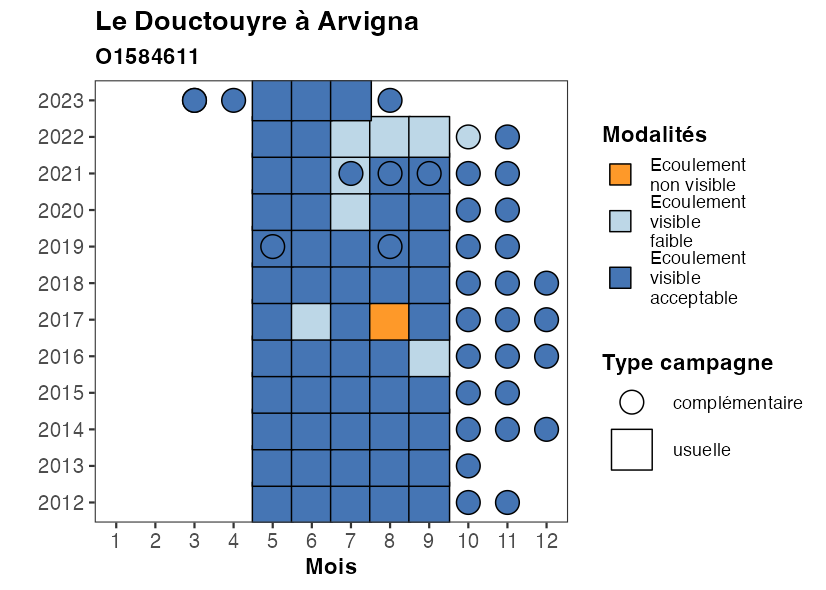 Le Douctouyre à Arvigna
O1584611
2023
2022
2021
2020
2019
2018
2017
2016
2015
2014
2013
2012
1 2 3 4 5 6 7 8 9 10 11 12
Mois
Modalités
Ecoulement
non visible
Ecoulement
visible
faible
Ecoulement
visible
acceptable
Type campagne
complémentaire
usuelle